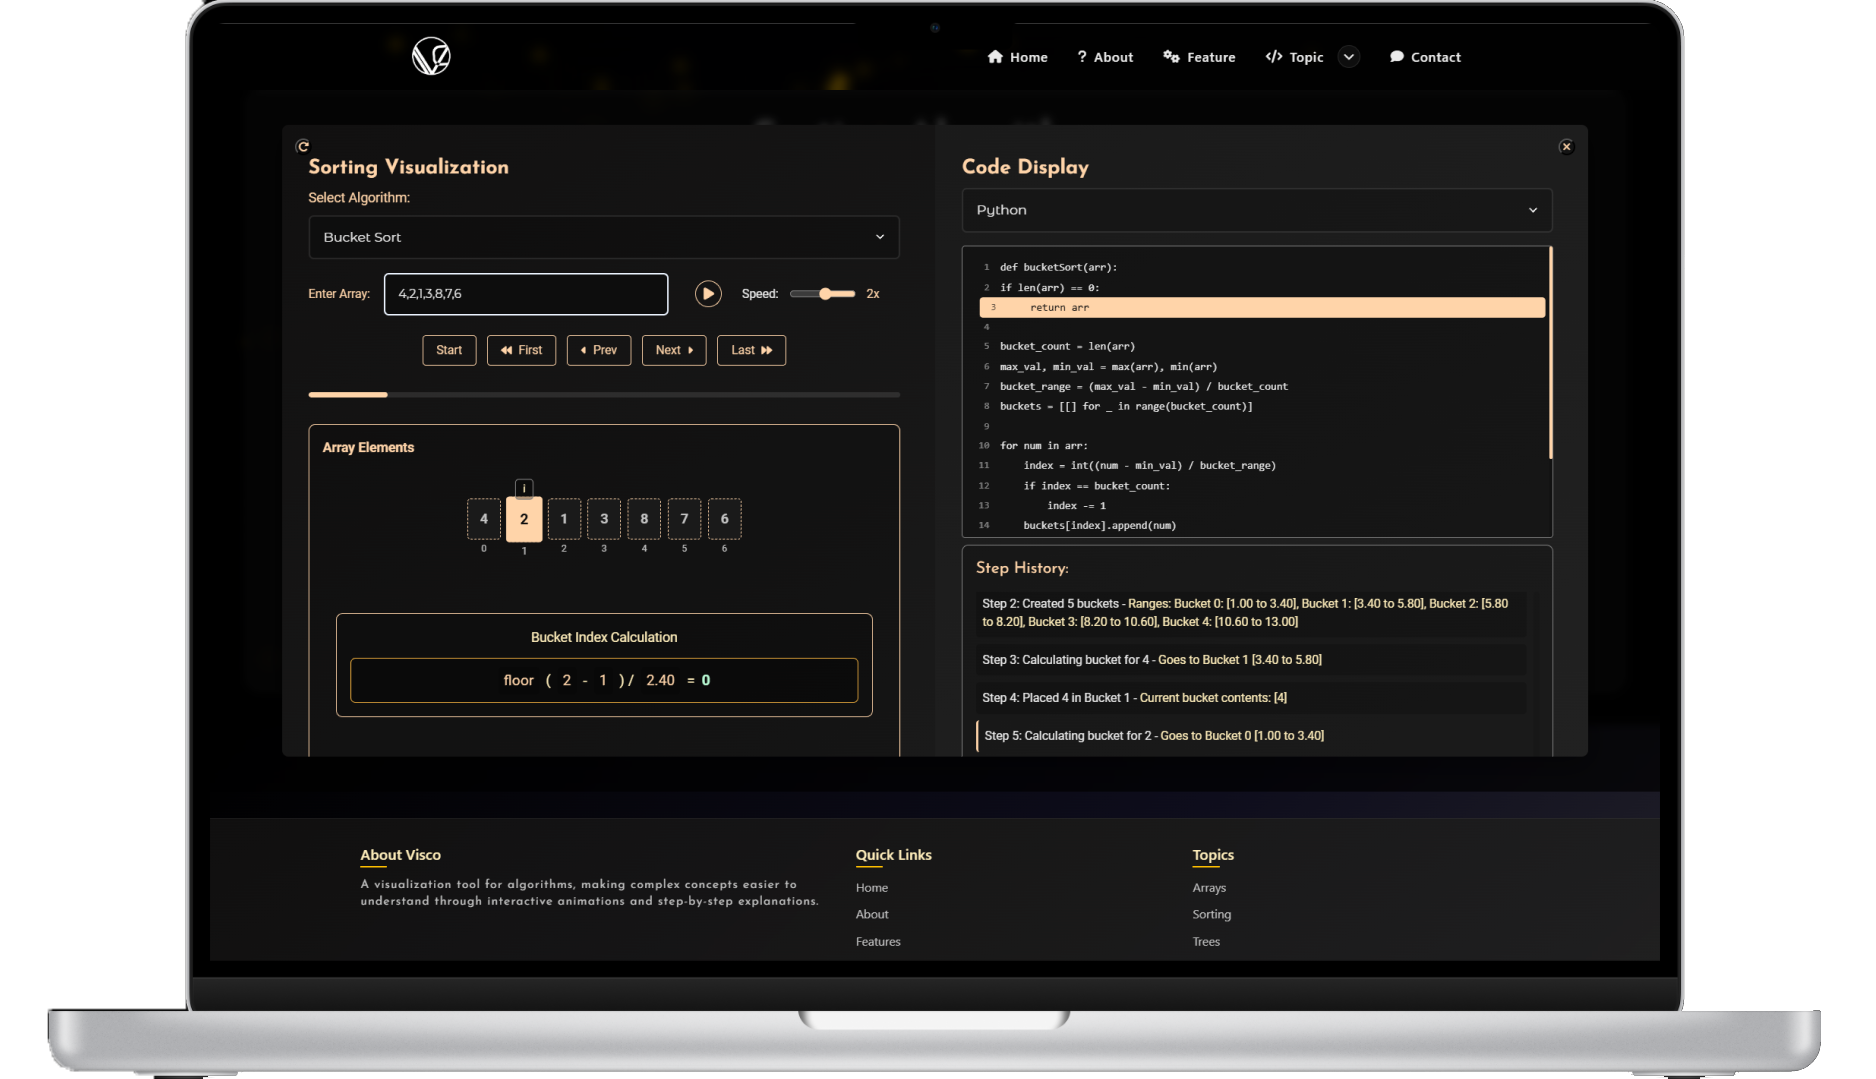 Home
? About
Feature
</> Topic
Contact
Sorting Visualization
Select Algorithm:
Bucket Sort
Enter Array:
4,2,1,3,8,7,6
Speed:
2x
Start
First
Prev
Next
Last
Array Elements
i
4 2 1 3 8 7 6
0 1 2 3 4 5 6
Bucket Index Calculation
floor ( 2 - 1 ) / 2.40 = 0
Code Display
Python
1 def bucketSort(arr):
2 if len(arr) == 0:
3     return arr
4
5 bucket_count = len(arr)
6 max_val, min_val = max(arr), min(arr)
7 bucket_range = (max_val - min_val) / bucket_count
8 buckets = [[] for _ in range(bucket_count)]
9
10 for num in arr:
11     index = int((num - min_val) / bucket_range)
12     if index == bucket_count:
13         index -= 1
14     buckets[index].append(num)
Step History:
Step 2: Created 5 buckets - Ranges: Bucket 0: [1.00 to 3.40], Bucket 1: [3.40 to 5.80], Bucket 2: [5.80
to 8.20], Bucket 3: [8.20 to 10.60], Bucket 4: [10.60 to 13.00]
Step 3: Calculating bucket for 4 - Goes to Bucket 1 [3.40 to 5.80]
Step 4: Placed 4 in Bucket 1 - Current bucket contents: [4]
Step 5: Calculating bucket for 2 - Goes to Bucket 0 [1.00 to 3.40]
About Visco
A visualization tool for algorithms, making complex concepts easier to
understand through interactive animations and step-by-step explanations.
Quick Links
Home
About
Features
Topics
Arrays
Sorting
Trees